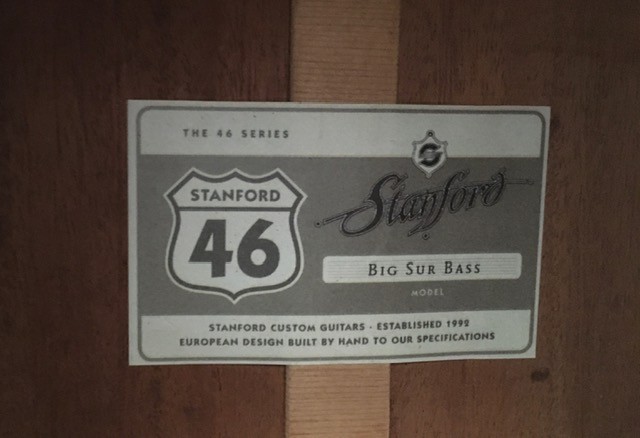 THE 46 SERIES
S
STANFORD
46
Stanford
BIG SUR BASS
MODEL
STANFORD CUSTOM GUITARS - ESTABLISHED 1992
EUROPEAN DESIGN BUILT BY HAND TO OUR SPECIFICATIONS